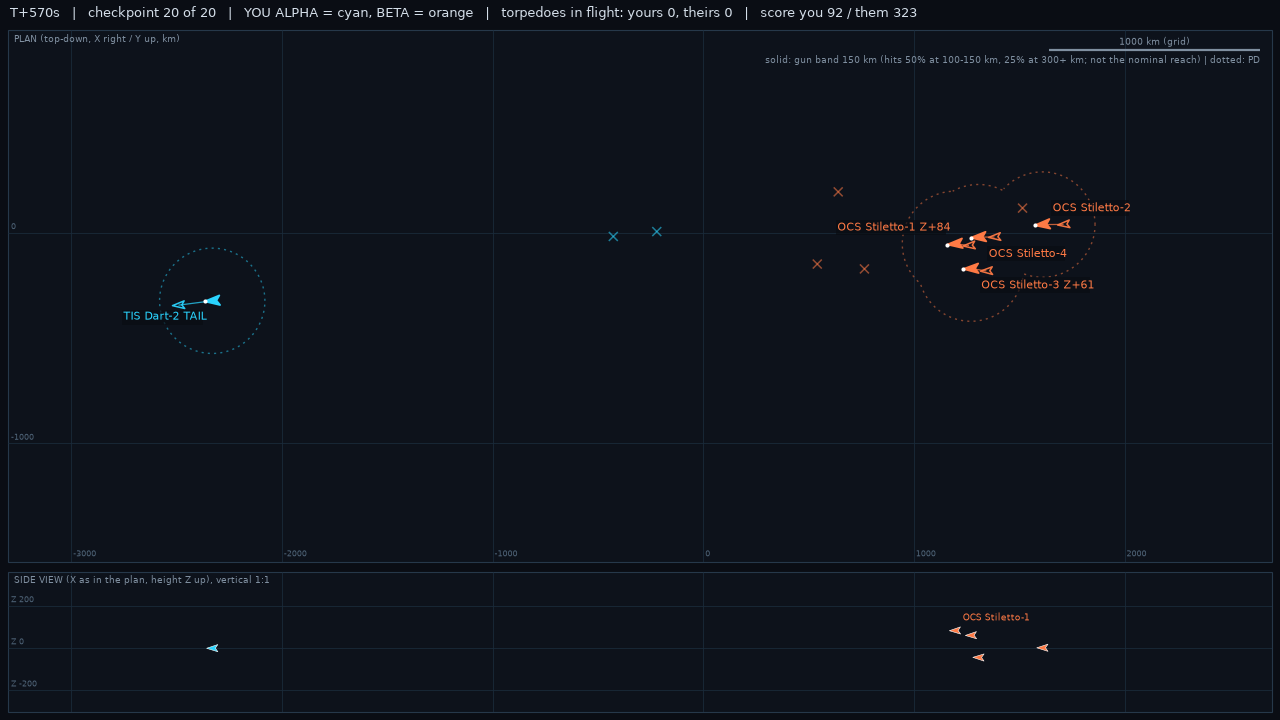 T+570s | checkpoint 20 of 20 | YOU ALPHA = cyan, BETA = orange | torpedoes in flight: yours 0, theirs 0 | score you 92 / them 323
PLAN (top-down, X right / Y up, km)
1000 km (grid)
solid: gun band 150 km (hits 50% at 100-150 km, 25% at 300+ km; not the nominal reach) | dotted: PD
OCS Stiletto-2
0
OCS Stiletto-1 Z+84
OCS Stiletto-4
OCS Stiletto-3 Z+61
TIS Dart-2 TAIL
-1000
-3000
-2000
-1000
0
1000
2000
SIDE VIEW (X as in the plan, height Z up), vertical 1:1
Z 200
OCS Stiletto-1
Z 0
Z -200